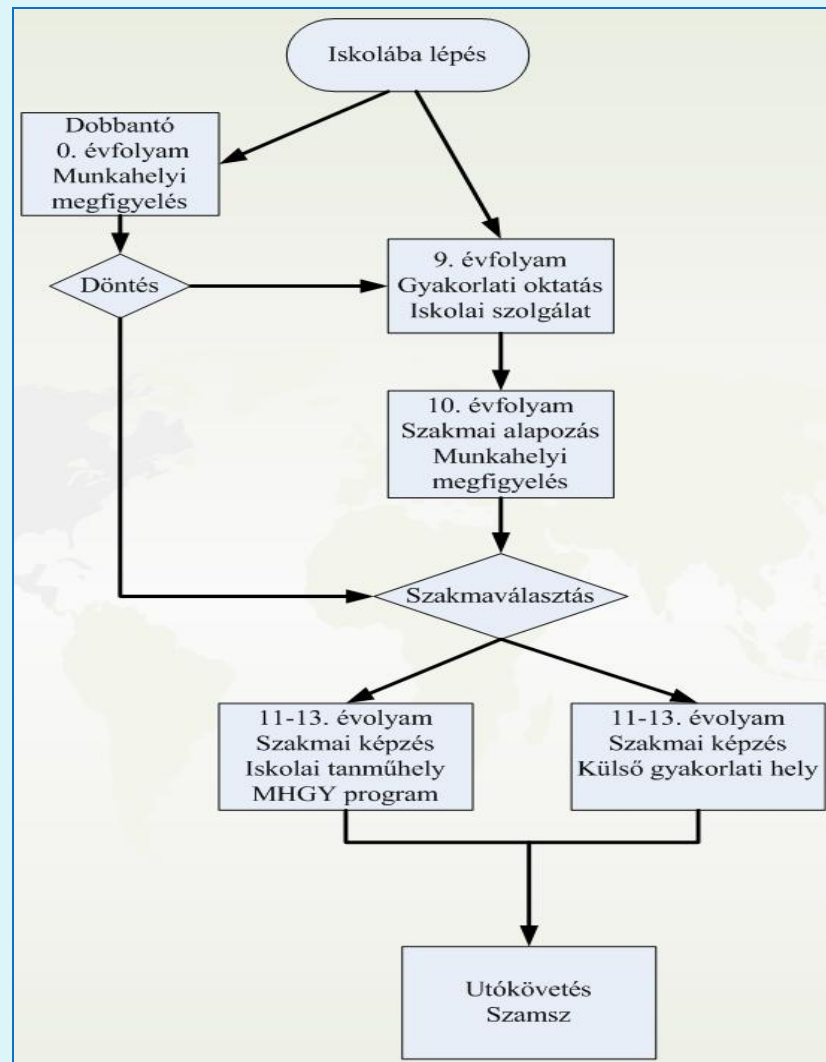 Iskolába lépés
Dobbantó
0. évfolyam
Munkahelyi
megfigyelés
Döntés
9. évfolyam
Gyakorlati oktatás
Iskolai szolgálat
10. évfolyam
Szakmai alapozás
Munkahelyi
megfigyelés
Szakmaválasztás
11-13. évolyam
Szakmai képzés
Iskolai tanműhely
MHGY program
11-13. évolyam
Szakmai képzés
Külső gyakorlati hely
Utókövetés
Szamsz